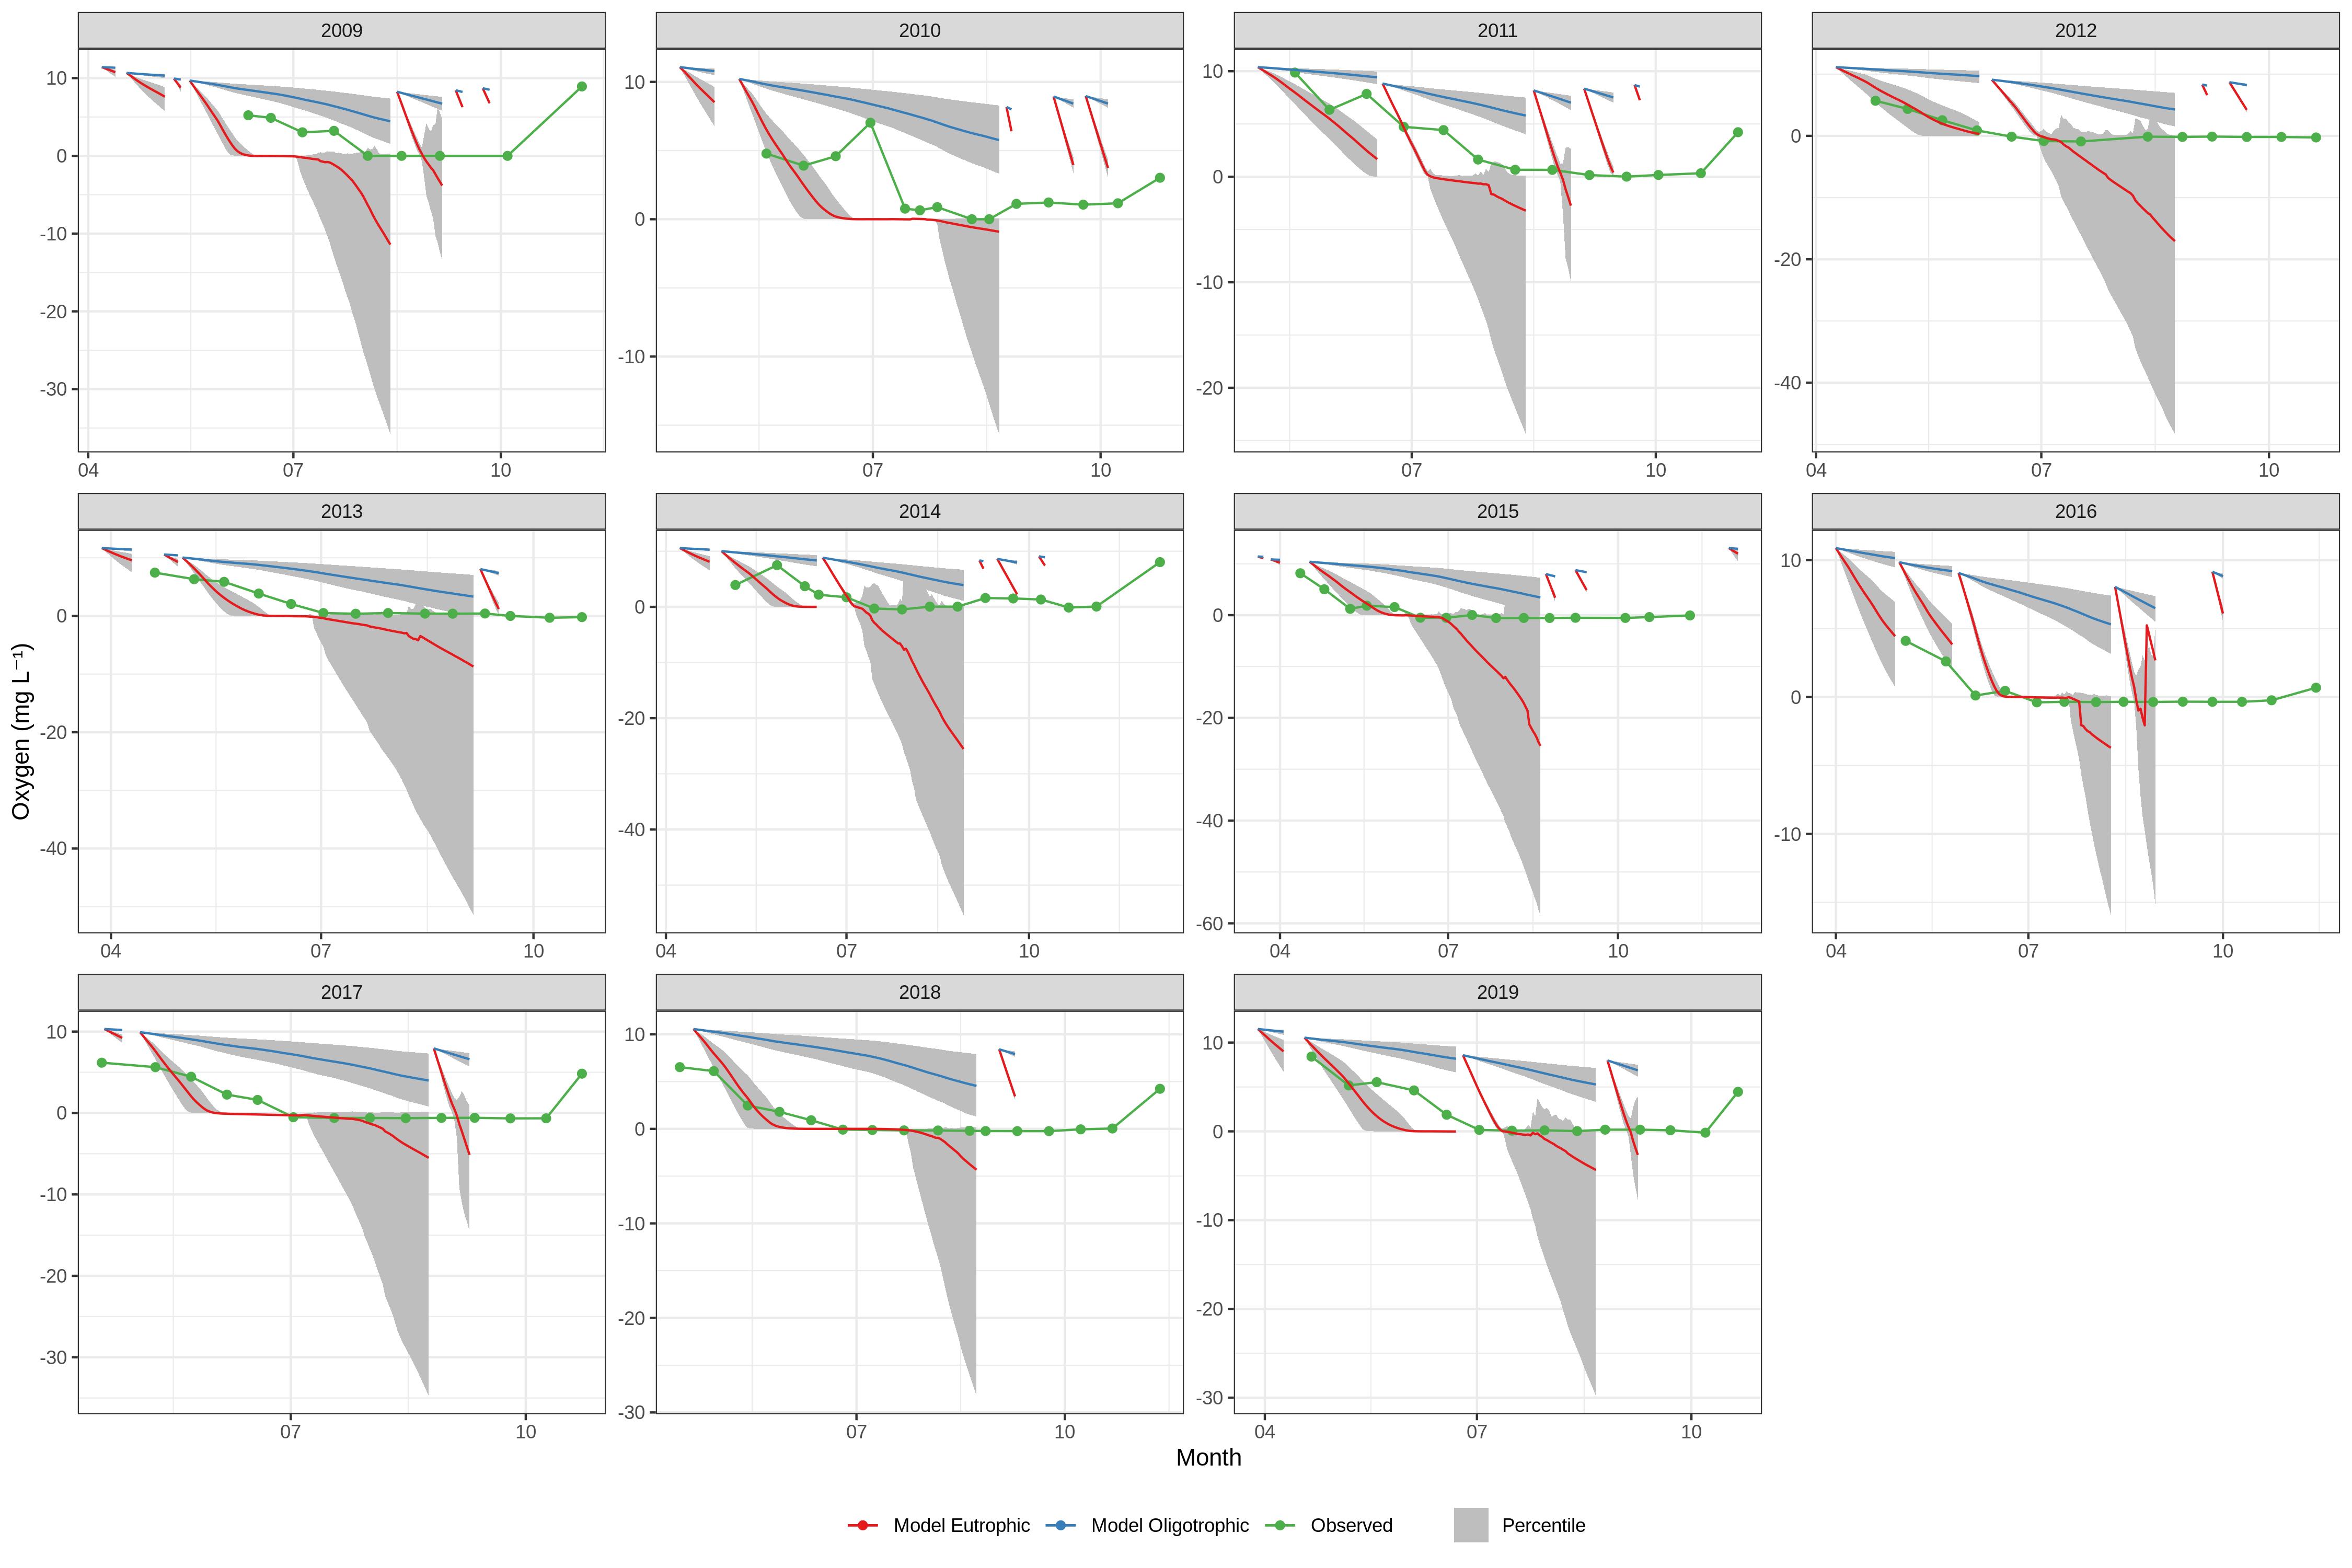 2009 2010 2011 2012
10 10 10
0 0 0 0
-10 -10 -10 -20
-20 -20 -40
-30
04 07 10 07 10 07 10 04 07 10
2013 2014 2015 2016
0 0 0 10
-20 -20 -20 0
-40 -40 -40 -10
-60
04 07 10 04 07 10 04 07 10 04 07 10
Oxygen (mg L⁻¹)
2017 2018 2019
10 10 10
0 0 0
-10 -10 -10
-20 -20 -20
-30 -30 -30
07 10 07 10 04 07 10
Month
Model Eutrophic Model Oligotrophic Observed Percentile